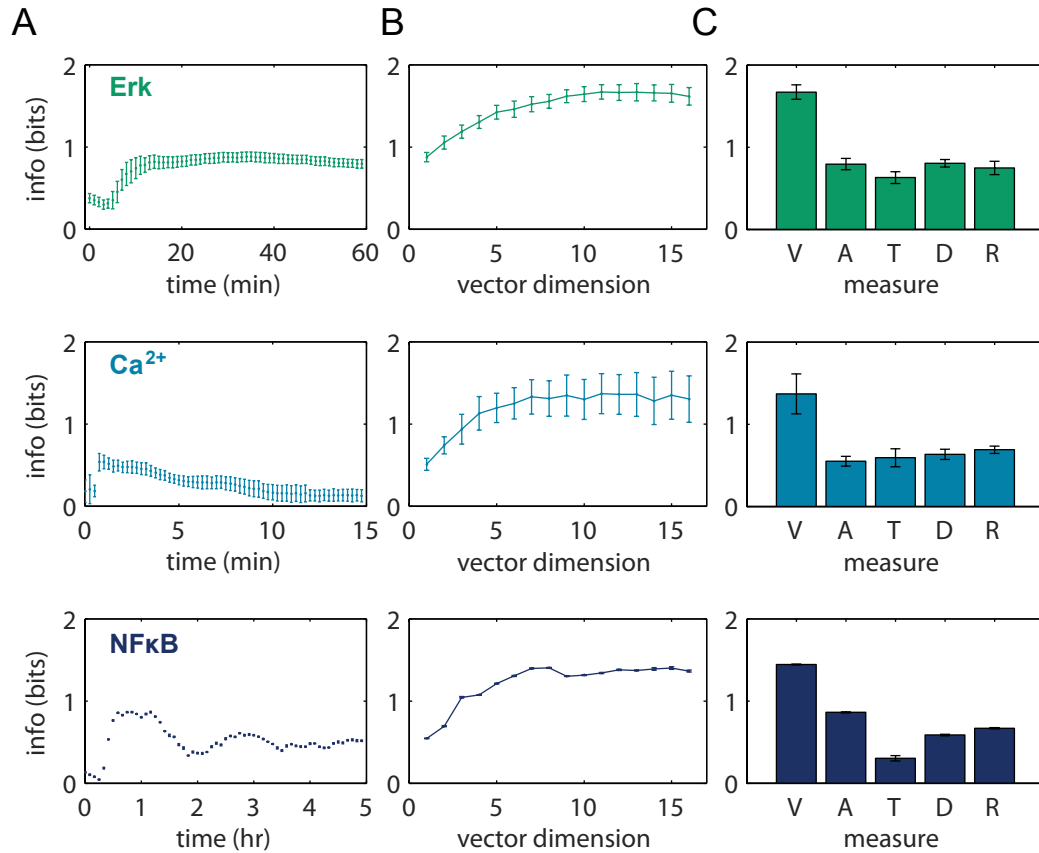 A
B
C
Erk
info (bits)
2
1
0
0
20
40
60
time (min)
2
1
0
0
5
10
15
vector dimension
2
1
0
V
A
T
D
R
measure
Ca2+
info (bits)
2
1
0
0
5
10
15
time (min)
2
1
0
0
5
10
15
vector dimension
2
1
0
V
A
T
D
R
measure
NFκB
info (bits)
2
1
0
0
1
2
3
4
5
time (hr)
2
1
0
0
5
10
15
vector dimension
2
1
0
V
A
T
D
R
measure